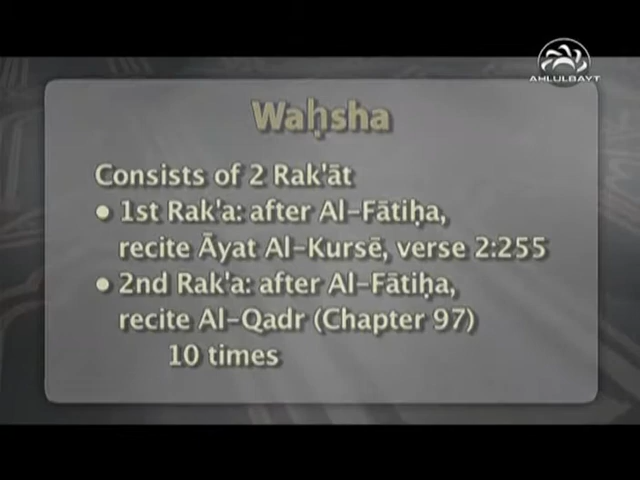 AHLULBAYT
Waḥsha
Consists of 2 Rak'āt
• 1st Rak'a: after Al-Fātiḥa,
recite Āyat Al-Kursē, verse 2:255
• 2nd Rak'a: after Al-Fātiḥa,
recite Al-Qadr (Chapter 97)
10 times